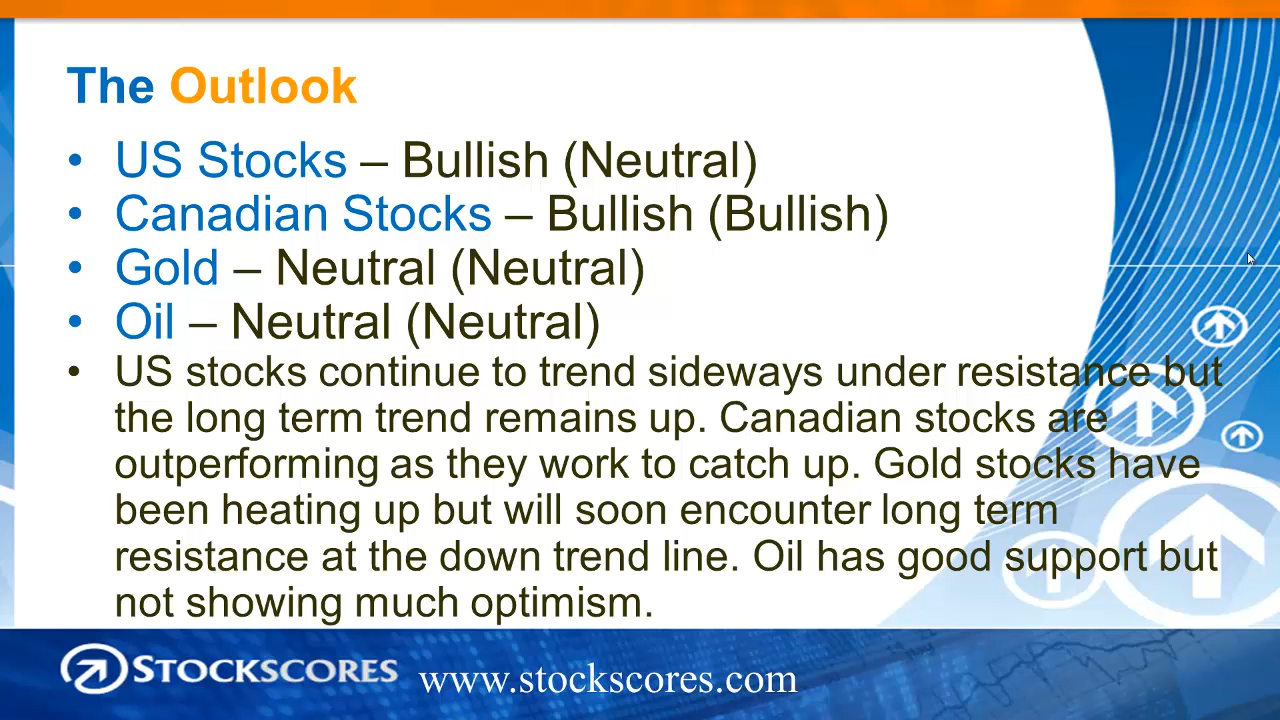 The Outlook
• US Stocks – Bullish (Neutral)
• Canadian Stocks – Bullish (Bullish)
• Gold – Neutral (Neutral)
• Oil – Neutral (Neutral)
• US stocks continue to trend sideways under resistance but
the long term trend remains up. Canadian stocks are
outperforming as they work to catch up. Gold stocks have
been heating up but will soon encounter long term
resistance at the down trend line. Oil has good support but
not showing much optimism.
STOCKSCORES
www.stockscores.com